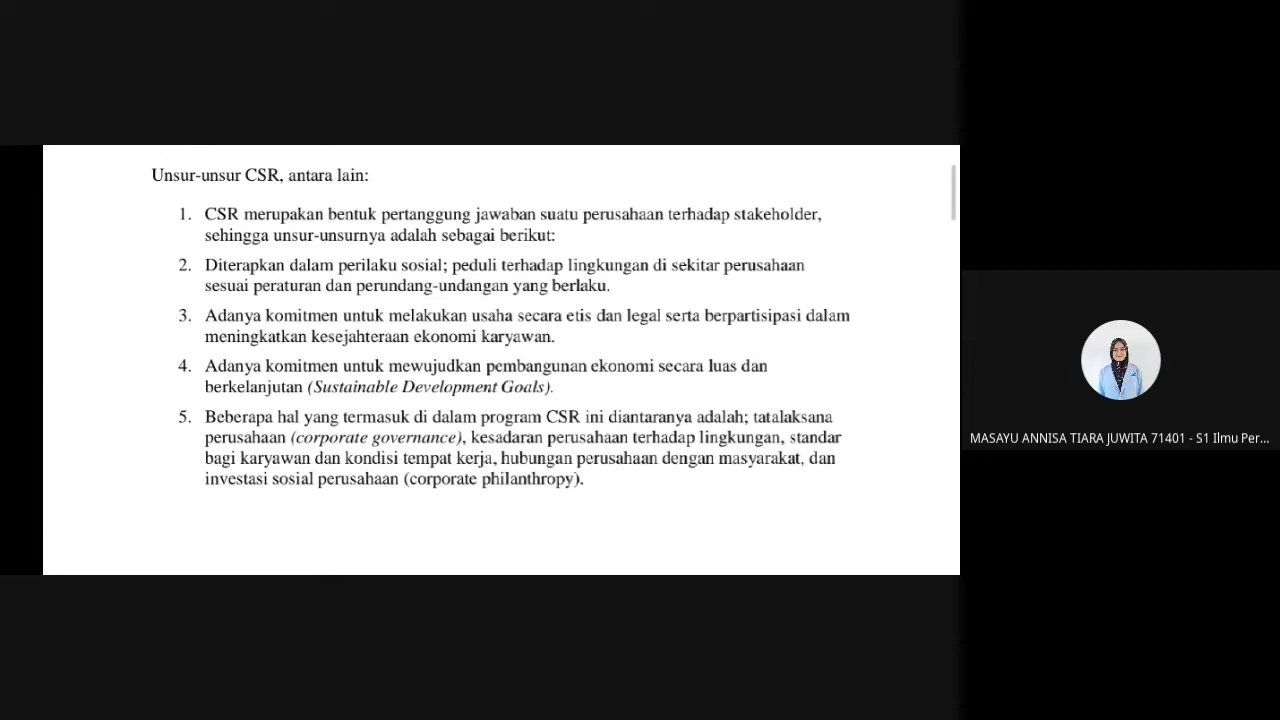 Unsur-unsur CSR, antara lain:
1. CSR merupakan bentuk pertanggung jawaban suatu perusahaan terhadap stakeholder,
sehingga unsur-unsurnya adalah sebagai berikut:
2. Diterapkan dalam perilaku sosial; peduli terhadap lingkungan di sekitar perusahaan
sesuai peraturan dan perundang-undangan yang berlaku.
3. Adanya komitmen untuk melakukan usaha secara etis dan legal serta berpartisipasi dalam
meningkatkan kesejahteraan ekonomi karyawan.
4. Adanya komitmen untuk mewujudkan pembangunan ekonomi secara luas dan
berkelanjutan (Sustainable Development Goals).
5. Beberapa hal yang termasuk di dalam program CSR ini diantaranya adalah; tatalaksana
perusahaan (corporate governance), kesadaran perusahaan terhadap lingkungan, standar
bagi karyawan dan kondisi tempat kerja, hubungan perusahaan dengan masyarakat, dan
investasi sosial perusahaan (corporate philanthropy).
MASAYU ANNISA TIARA JUWITA 71401 - S1 Ilmu Per...